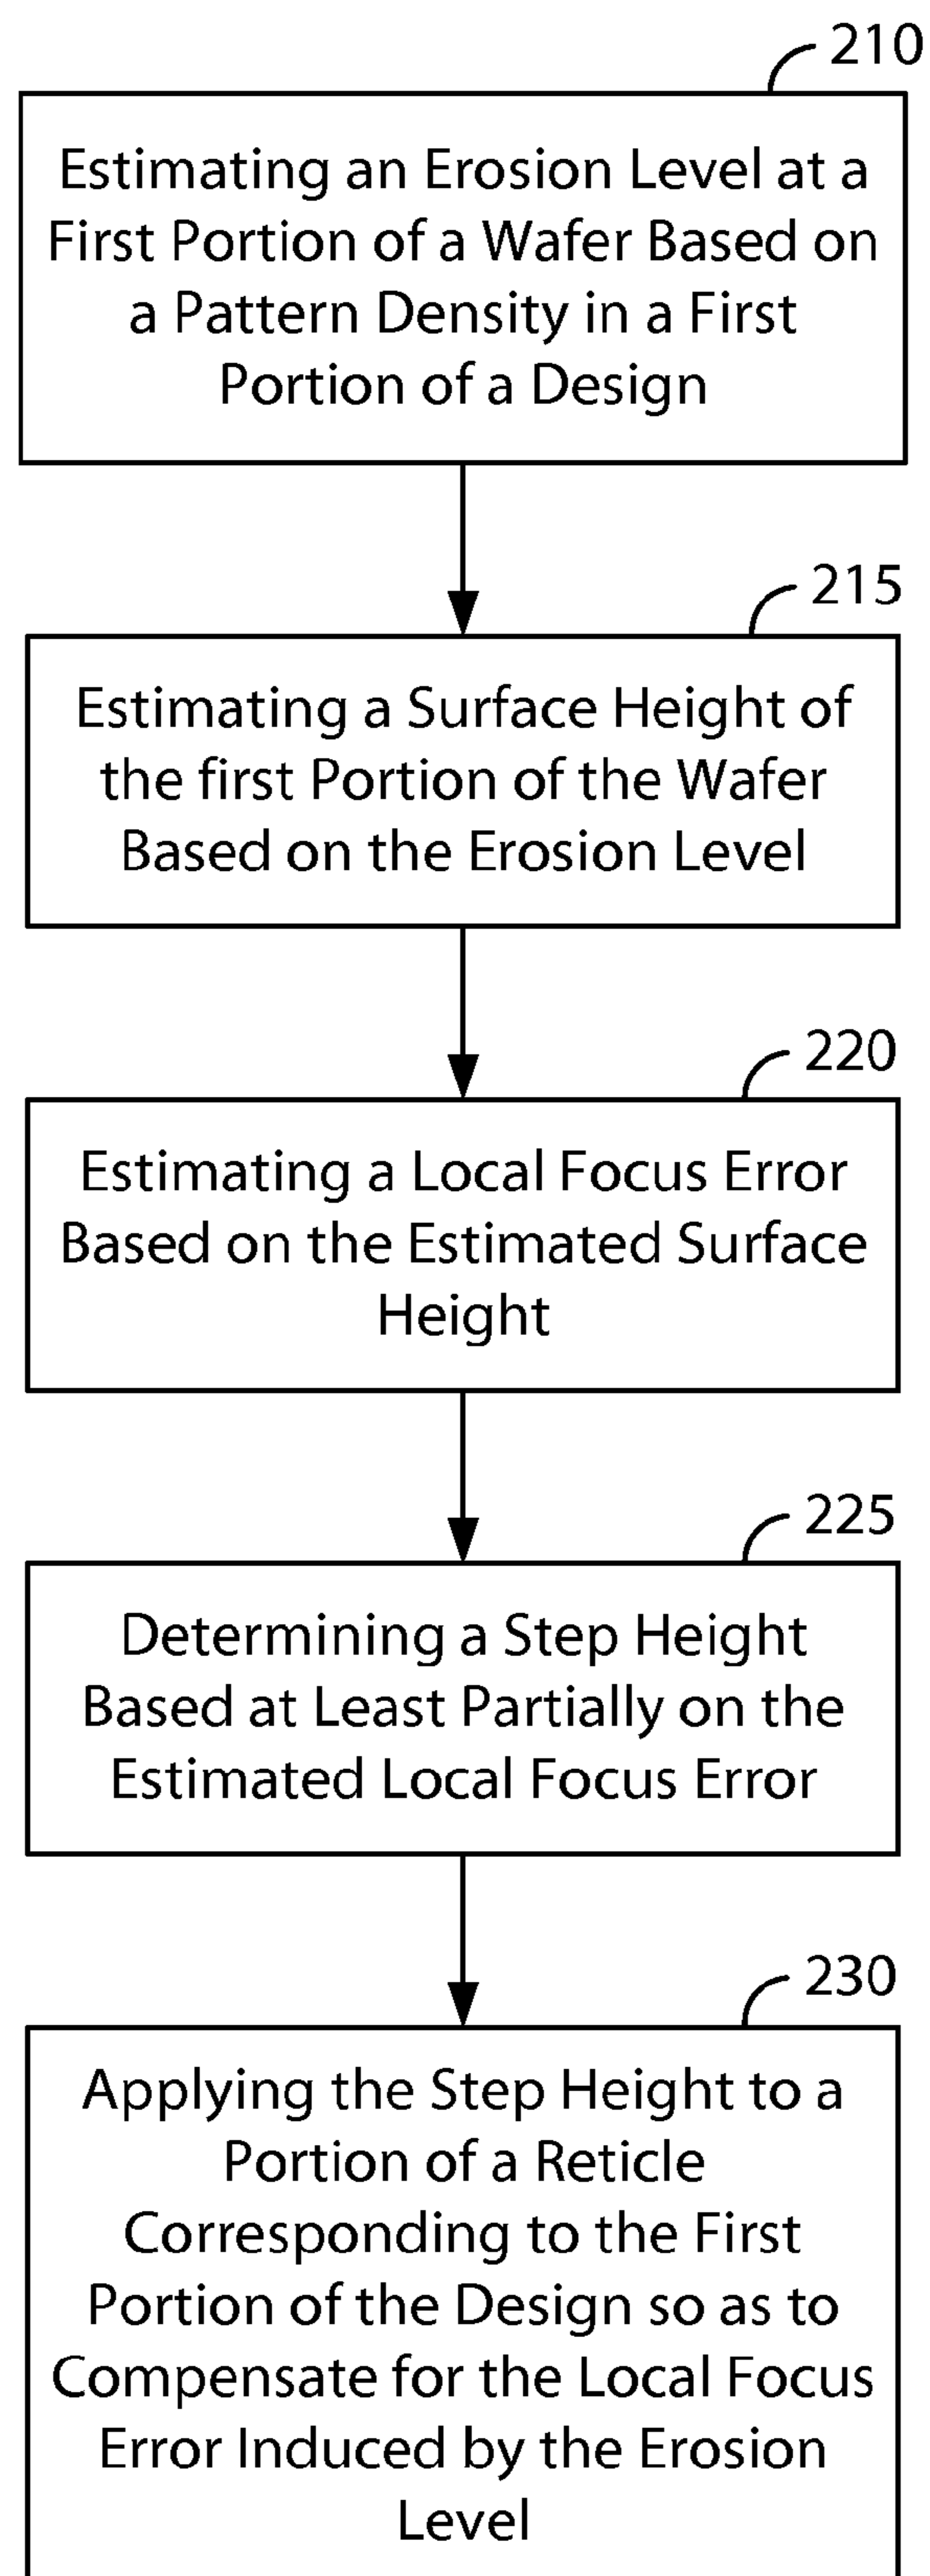 210
Estimating an Erosion Level at a
First Portion of a Wafer Based on
a Pattern Density in a First
Portion of a Design
215
Estimating a Surface Height of
the first Portion of the Wafer
Based on the Erosion Level
220
Estimating a Local Focus Error
Based on the Estimated Surface
Height
225
Determining a Step Height
Based at Least Partially on the
Estimated Local Focus Error
230
Applying the Step Height to a
Portion of a Reticle
Corresponding to the First
Portion of the Design so as to
Compensate for the Local Focus
Error Induced by the Erosion
Level